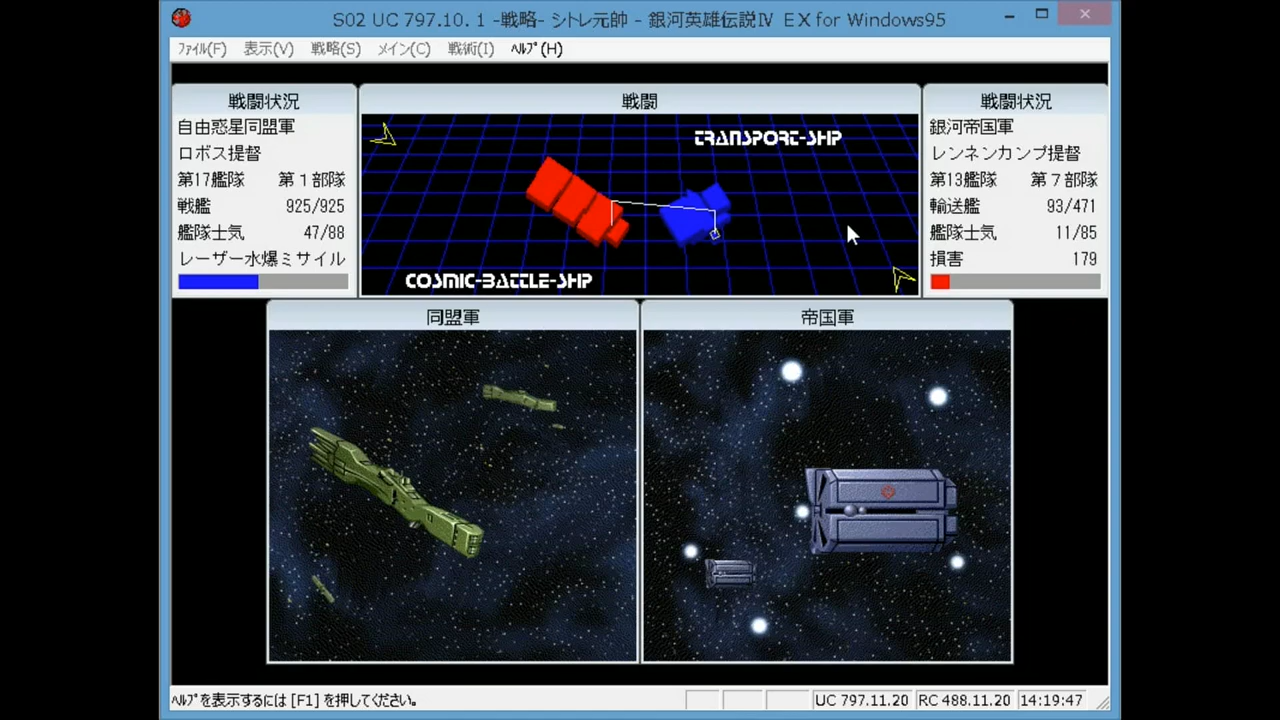 S02 UC 797.10. 1 -戦略- シトレ元帥 - 銀河英雄伝説Ⅳ EX for Windows95
ﾌｧｲﾙ(F) 表示(V) 戦略(S) メイン(C) 戦術(I) ﾍﾙﾌﾟ(H)
戦闘状況
自由惑星同盟軍
ロボス提督
第17艦隊 第1部隊
戦艦 925/925
艦隊士気 47/88
レーザー水爆ミサイル
戦闘
TRANSPORT-SHIP
COSMIC-BATTLE-SHIP
戦闘状況
銀河帝国軍
レンネンカンプ提督
第13艦隊 第7部隊
輸送艦 93/471
艦隊士気 11/85
損害 179
同盟軍
帝国軍
ﾍﾙﾌﾟを表示するには [F1] を押してください。
UC 797.11.20 RC 488.11.20 14:19:47